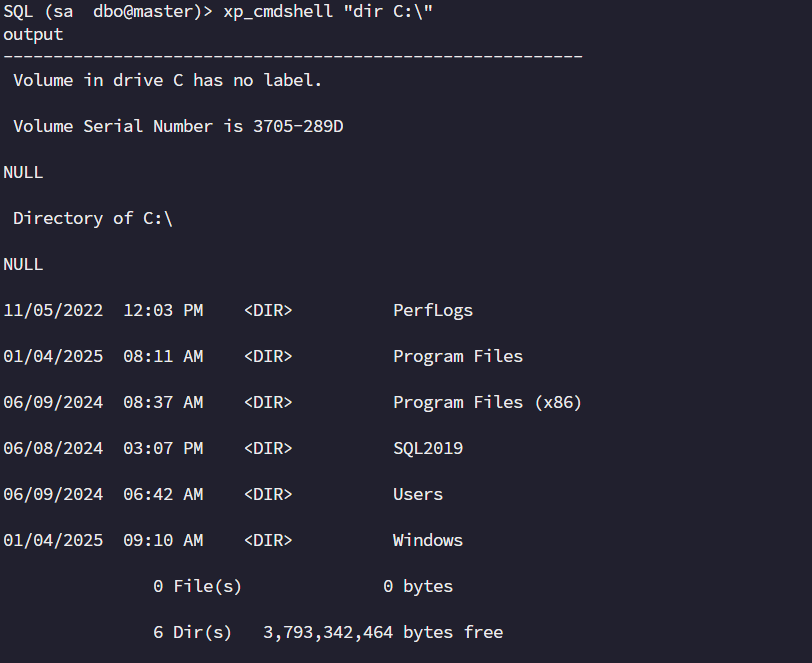 SQL (sa  dbo@master)> xp_cmdshell "dir C:\"
output
----------------------------------------------------------
 Volume in drive C has no label.
 Volume Serial Number is 3705-289D
NULL
 Directory of C:\
NULL
11/05/2022  12:03 PM    <DIR>          PerfLogs
01/04/2025  08:11 AM    <DIR>          Program Files
06/09/2024  08:37 AM    <DIR>          Program Files (x86)
06/08/2024  03:07 PM    <DIR>          SQL2019
06/09/2024  06:42 AM    <DIR>          Users
01/04/2025  09:10 AM    <DIR>          Windows
               0 File(s)              0 bytes
               6 Dir(s)   3,793,342,464 bytes free